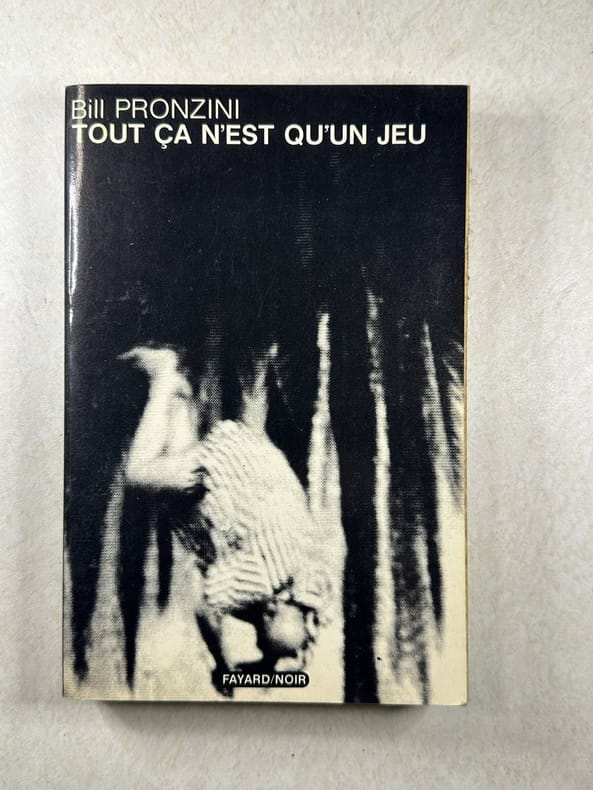 Bill PRONZINI
TOUT ÇA N'EST QU'UN JEU
FAYARD/NOIR